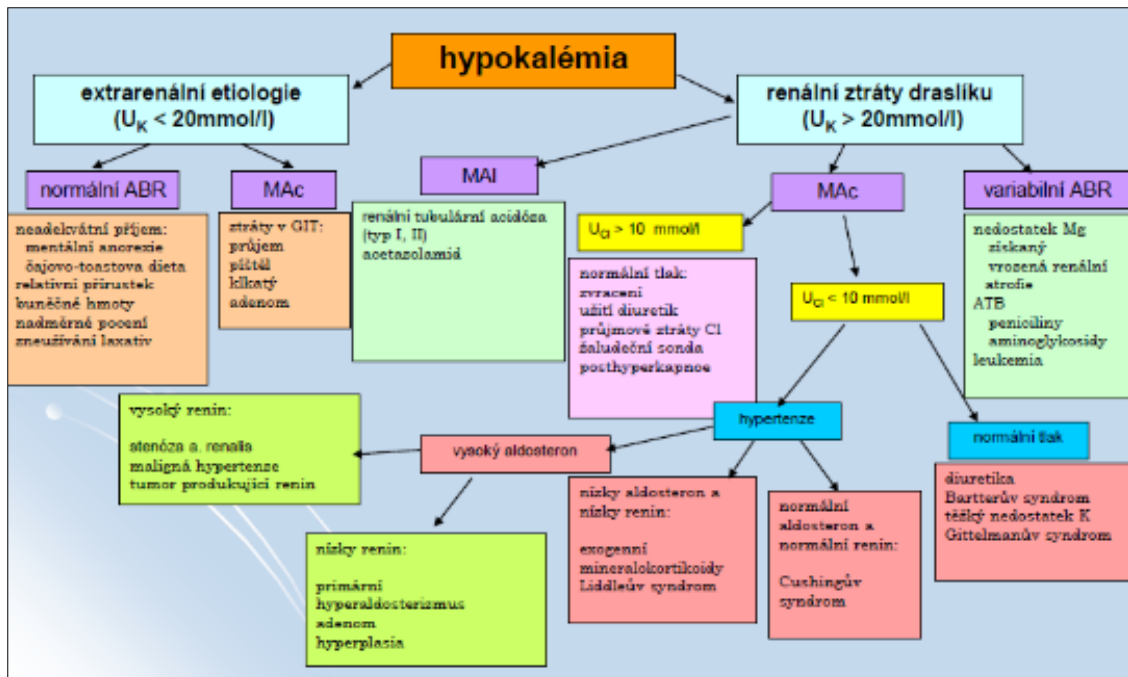 hypokalémia
extrarenální etiologie
(UK < 20mmol/l)
renální ztráty draslíku
(UK > 20mmol/l)
normální ABR
MAc
MAl
MAc
variabilní ABR
neadekvátní příjem:
mentální anorexie
čajovo-toastova dieta
relativní přírustek
buněčné hmoty
nadměrné pocení
zneužívání laxativ
ztráty v GIT:
průjem
píštěl
klkatý
adenom
renální tubulární acidóza
(typ I, II)
acetazolamid
UCl > 10 mmol/l
normální tlak:
zvracení
užití diuretik
průjmové ztráty Cl
žaludeční sonda
posthyperkapnoe
UCl < 10 mmol/l
nedostatek Mg
získaný
vrozená renální
atrofie
ATB
peniciliny
aminoglykosidy
leukemia
vysoký renin:
stenóza a. renalis
maligná hypertenze
tumor produkující renin
vysoký aldosteron
hypertenze
normální tlak
nízky renin:
primární
hyperaldosterizmus
adenom
hyperplasia
nízky aldosteron a
nízky renin:
exogenní
mineralokortikoidy
Liddleův syndrom
normální
aldosteron a
normální renin:
Cushingův
syndrom
diuretika
Bartterův syndrom
těžký nedostatek K
Gittelmanův syndrom